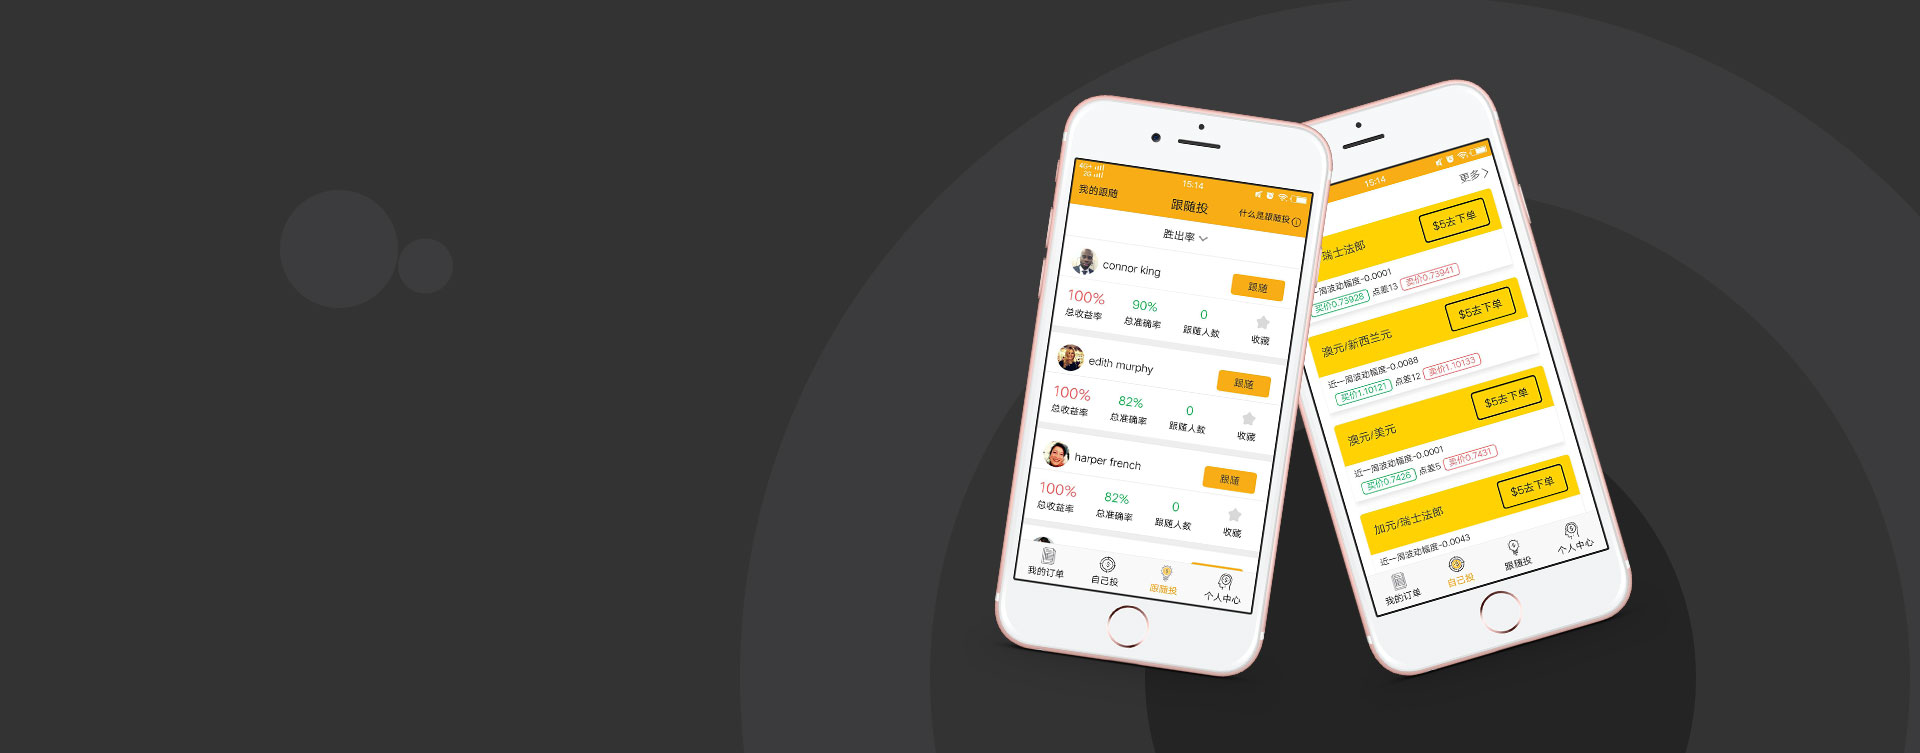 4G+
2G
15:14
我的跟随
跟随投
什么是跟随投
胜出率
connor king
跟随
100%
90%
0
总收益率
总准确率
跟随人数
收藏
edith murphy
跟随
100%
82%
0
总收益率
总准确率
跟随人数
收藏
harper french
跟随
100%
82%
0
总收益率
总准确率
跟随人数
收藏
我的订单
自己投
跟随投
个人中心
15:14
更多
瑞士法郎
$5去下单
一周波动幅度-0.0001
买价0.73928 点差13 卖价0.73941
澳元/新西兰元
$5去下单
近一周波动幅度-0.0088
买价1.10121 点差12 卖价1.10133
澳元/美元
$5去下单
近一周波动幅度-0.0001
买价0.7426 点差5 卖价0.7431
加元/瑞士法郎
$5去下单
近一周波动幅度-0.0043
我的订单
自己投
跟随投
个人中心